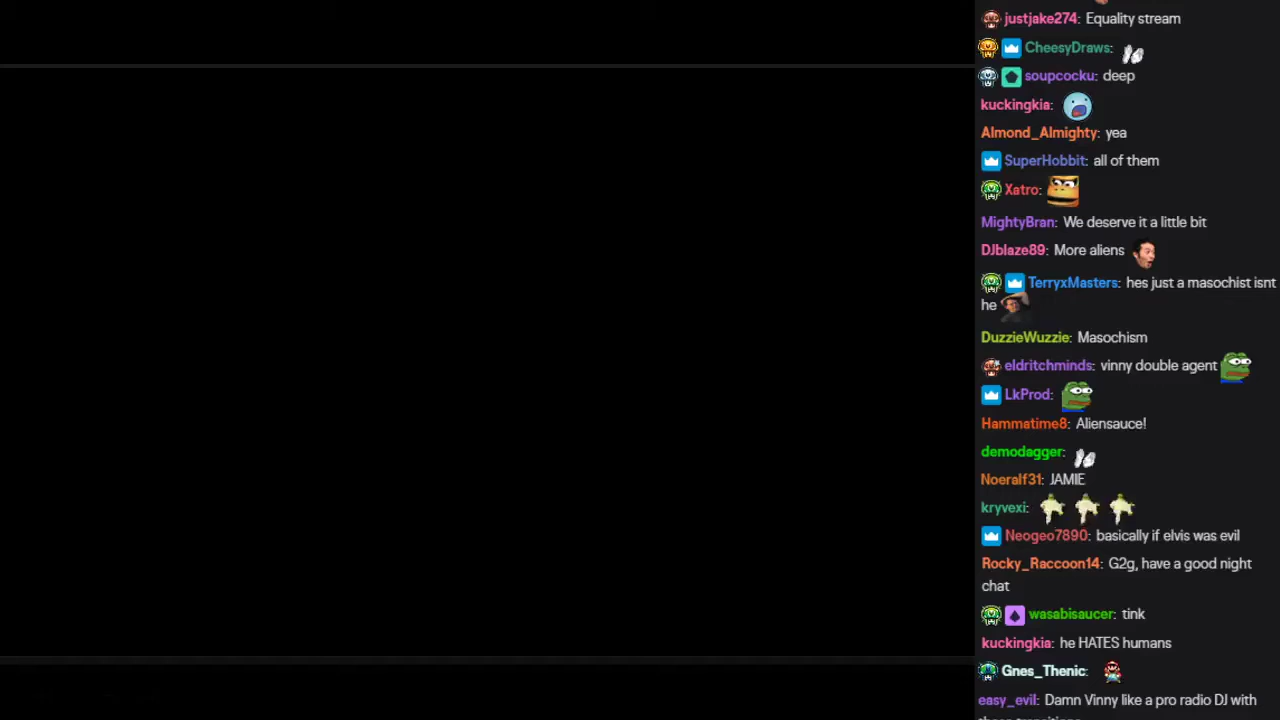 justjake274: Equality stream
CheesyDraws:
soupcocku: deep
kuckingkia:
Almond_Almighty: yea
SuperHobbit: all of them
Xatro:
MightyBran: We deserve it a little bit
DJblaze89: More aliens
TerryxMasters: hes just a masochist isnt
he
DuzzieWuzzie: Masochism
eldritchminds: vinny double agent
LkProd:
Hammatime8: Aliensauce!
demodagger:
Noeralf31: JAMIE
kryvexi:
Neogeo7890: basically if elvis was evil
Rocky_Raccoon14: G2g, have a good night
chat
wasabisaucer: tink
kuckingkia: he HATES humans
Gnes_Thenic:
easy_evil: Damn Vinny like a pro radio DJ with